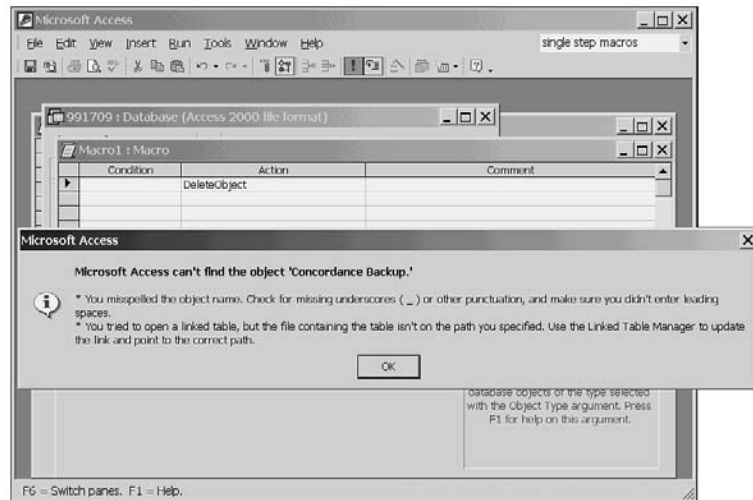 Microsoft Access
File Edit View Insert Run Tools Window Help
single step macros
991709 : Database (Access 2000 file format)
Macro1 : Macro
Condition Action Comment
DeleteObject
Microsoft Access
Microsoft Access can't find the object 'Concordance Backup.'
* You misspelled the object name. Check for missing underscores ( _ ) or other punctuation, and make sure you didn't enter leading
spaces.
* You tried to open a linked table, but the file containing the table isn't on the path you specified. Use the Linked Table Manager to update
the link and point to the correct path.
OK
database objects of the type selected
with the Object Type argument. Press
F1 for help on this argument.
F6 = Switch panes. F1 = Help.